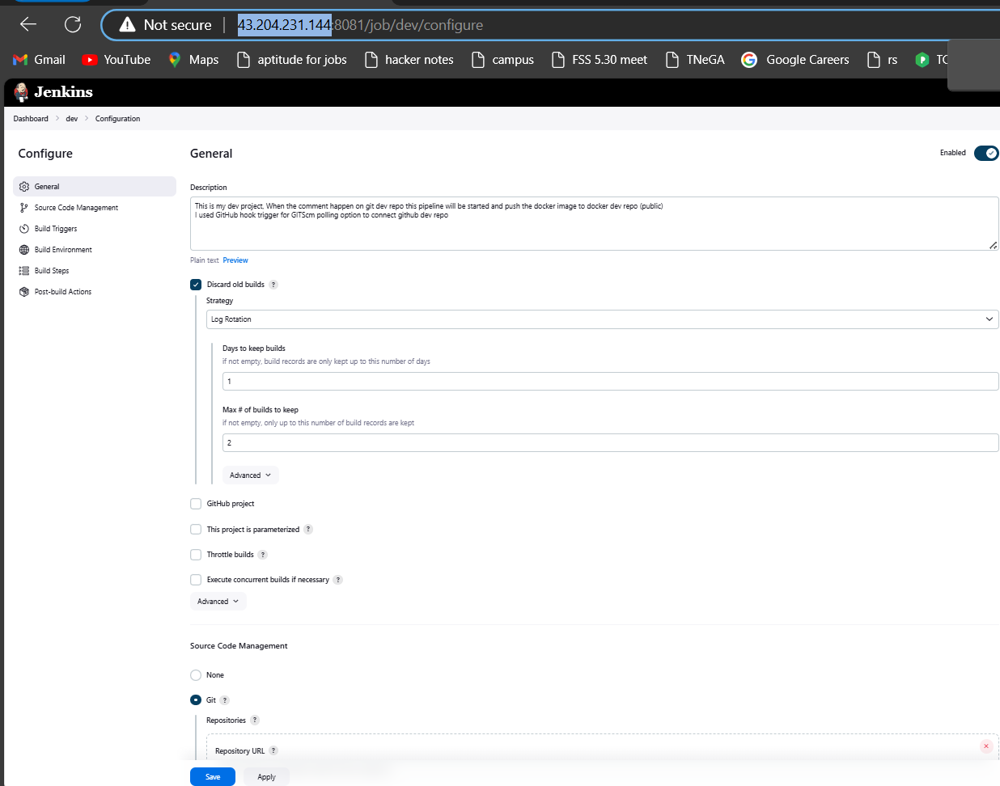 Not secure | 43.204.231.144:8081/job/dev/configure
Gmail YouTube Maps aptitude for jobs hacker notes campus FSS 5.30 meet TNeGA Google Careers rs
Jenkins
Dashboard > dev > Configuration
Configure
General
Source Code Management
Build Triggers
Build Environment
Build Steps
Post-build Actions
General
Enabled
Description
This is my dev project, When the comment happen on git dev repo this pipeline will be started and push the docker image to docker dev repo (public)
I used GitHub hook trigger for GITScm polling option to connect github dev repo
Plain text Preview
Discard old builds ?
Strategy
Log Rotation
Days to keep builds
if not empty, build records are only kept up to this number of days
1
Max # of builds to keep
if not empty, only up to this number of build records are kept
2
Advanced
GitHub project
This project is parameterized ?
Throttle builds ?
Execute concurrent builds if necessary ?
Advanced
Source Code Management
None
Git ?
Repositories ?
Repository URL ?
Save Apply